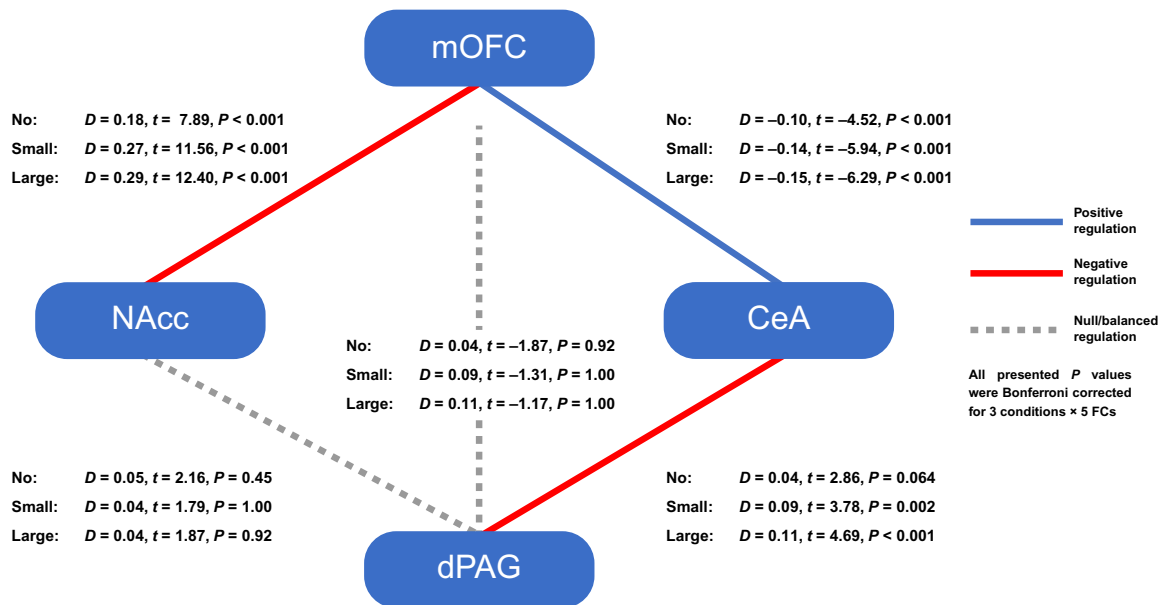 mOFC
No: D = 0.18, t = 7.89, P < 0.001
Small: D = 0.27, t = 11.56, P < 0.001
Large: D = 0.29, t = 12.40, P < 0.001
No: D = –0.10, t = –4.52, P < 0.001
Small: D = –0.14, t = –5.94, P < 0.001
Large: D = –0.15, t = –6.29, P < 0.001
Positive
regulation
Negative
regulation
Null/balanced
regulation
All presented P values
were Bonferroni corrected
for 3 conditions × 5 FCs
NAcc
CeA
No: D = 0.04, t = –1.87, P = 0.92
Small: D = 0.09, t = –1.31, P = 1.00
Large: D = 0.11, t = –1.17, P = 1.00
No: D = 0.05, t = 2.16, P = 0.45
Small: D = 0.04, t = 1.79, P = 1.00
Large: D = 0.04, t = 1.87, P = 0.92
No: D = 0.04, t = 2.86, P = 0.064
Small: D = 0.09, t = 3.78, P = 0.002
Large: D = 0.11, t = 4.69, P < 0.001
dPAG